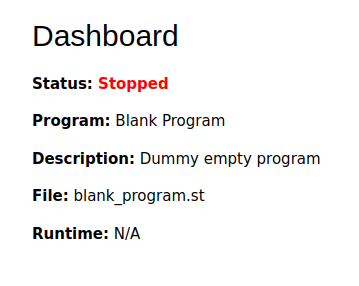 Dashboard
Status: Stopped
Program: Blank Program
Description: Dummy empty program
File: blank_program.st
Runtime: N/A